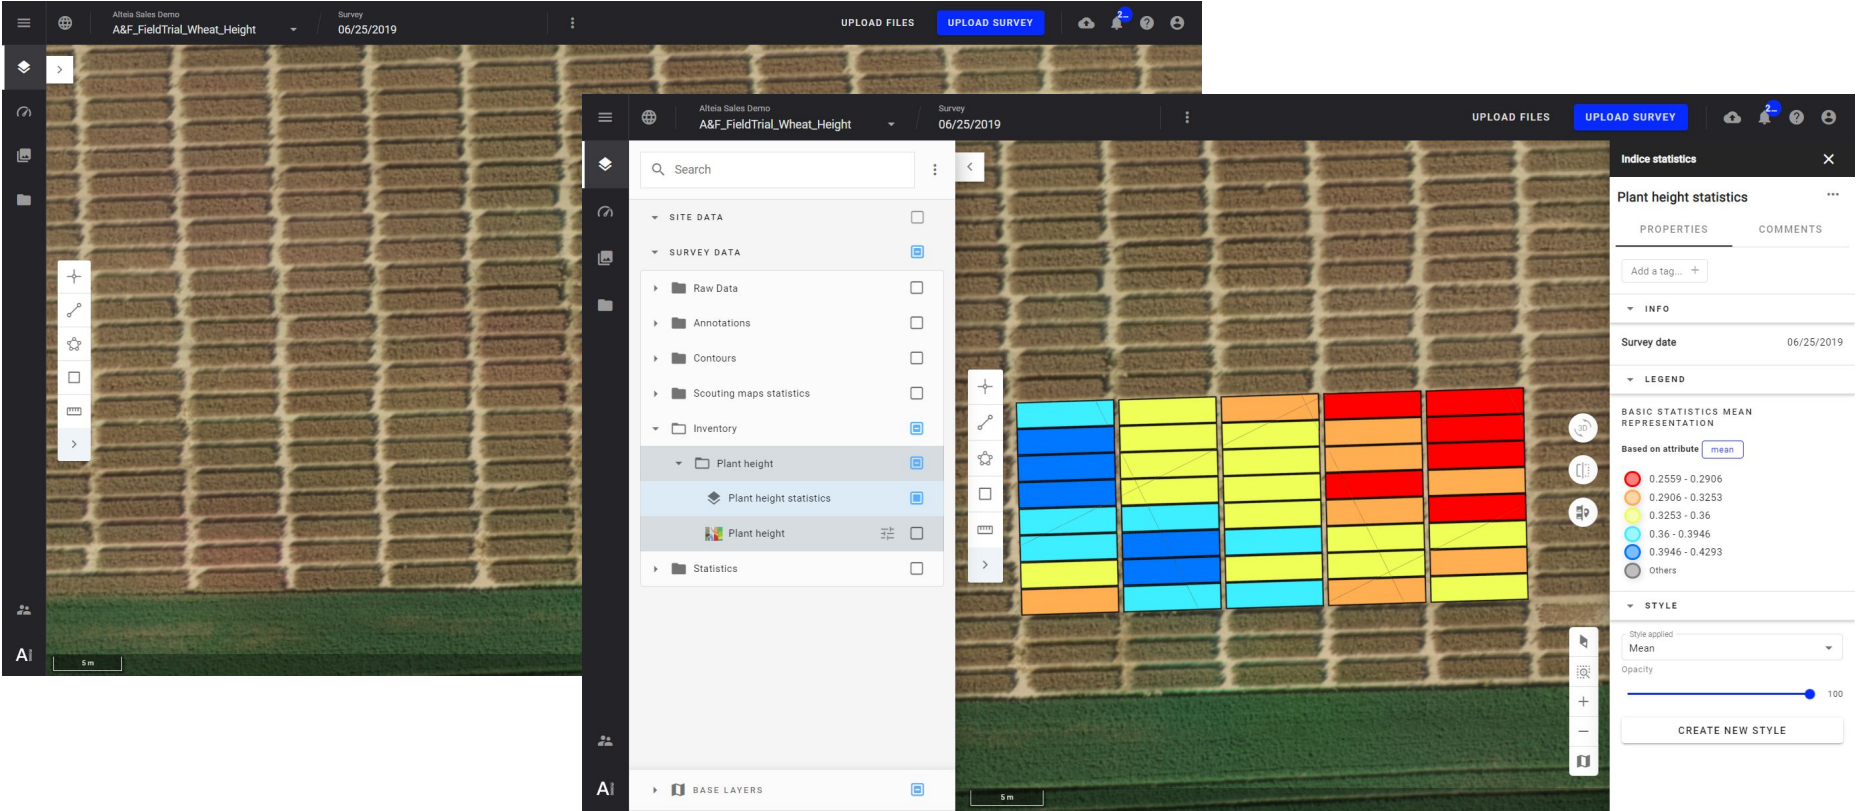 Alteia Sales Demo
A&F_FieldTrial_Wheat_Height
Survey
06/25/2019
UPLOAD FILES
UPLOAD SURVEY
2...
AI
5 m
Alteia Sales Demo
A&F_FieldTrial_Wheat_Height
Survey
06/25/2019
UPLOAD FILES
UPLOAD SURVEY
2...
Search
SITE DATA
SURVEY DATA
Raw Data
Annotations
Contours
Scouting maps statistics
Inventory
Plant height
Plant height statistics
Plant height
Statistics
BASE LAYERS
AI
5 m
3D
Indice statistics
Plant height statistics
PROPERTIES
COMMENTS
Add a tag... +
INFO
Survey date
06/25/2019
LEGEND
BASIC STATISTICS MEAN
REPRESENTATION
Based on attribute mean
0.2559 - 0.2906
0.2906 - 0.3253
0.3253 - 0.36
0.36 - 0.3946
0.3946 - 0.4293
Others
STYLE
Style applied
Mean
Opacity
100
CREATE NEW STYLE